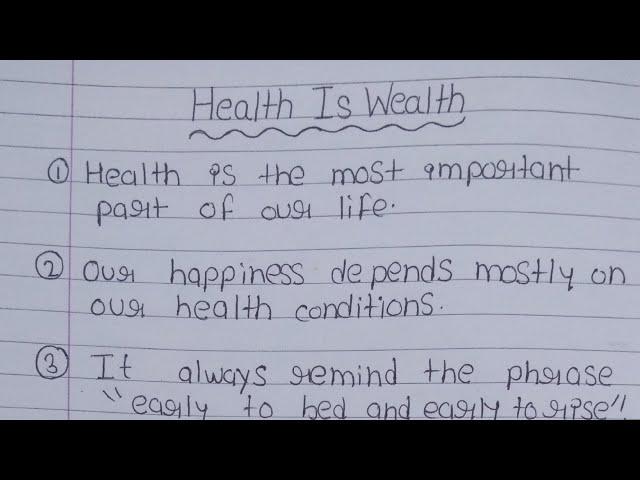 Health Is Wealth
① Health is the most important
part of our life.
② Our happiness depends mostly on
our health conditions.
③ It always remind the phrase
"early to bed and early to rise"